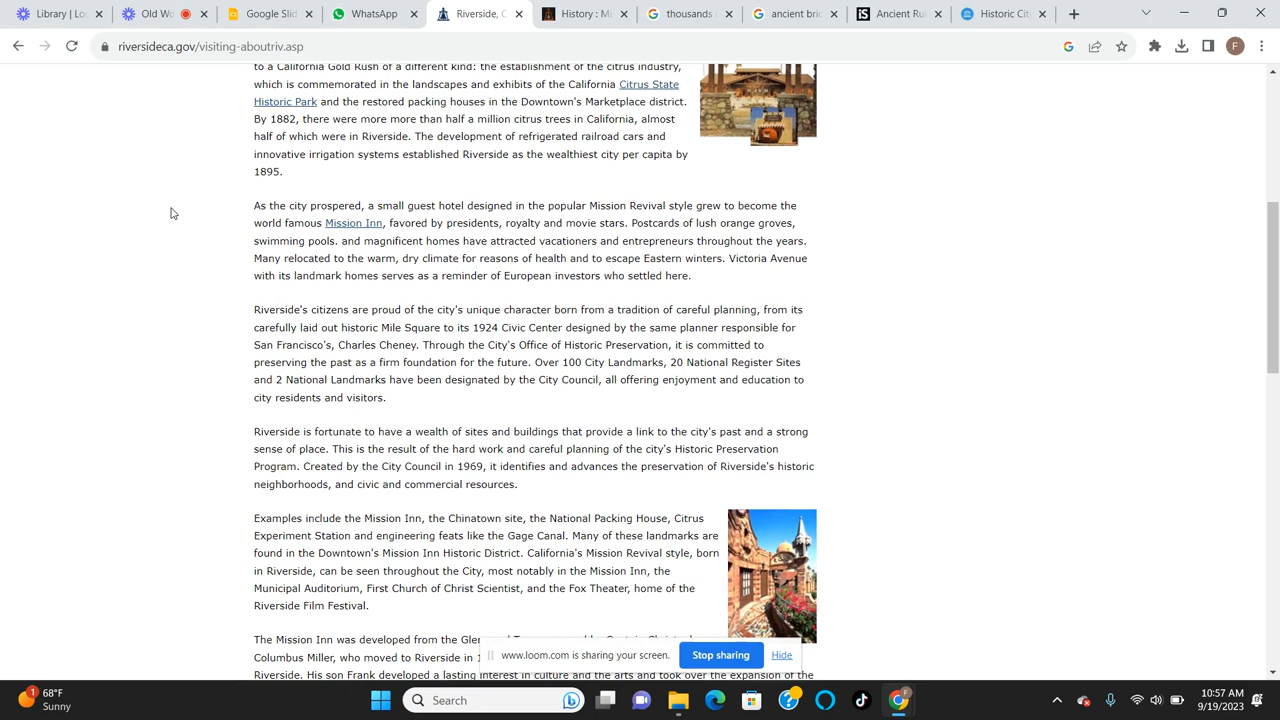 Library | Loo
Old Wo
Google Slid
WhatsApp
Riverside, C
History : Mi
thousands a
ancient bric
Ancient Rui
Historic City
riversideca.gov/visiting-aboutriv.asp
F
to a California Gold Rush of a different kind: the establishment of the citrus industry,
which is commemorated in the landscapes and exhibits of the California Citrus State
Historic Park and the restored packing houses in the Downtown's Marketplace district.
By 1882, there were more more than half a million citrus trees in California, almost
half of which were in Riverside. The development of refrigerated railroad cars and
innovative irrigation systems established Riverside as the wealthiest city per capita by
1895.
As the city prospered, a small guest hotel designed in the popular Mission Revival style grew to become the
world famous Mission Inn, favored by presidents, royalty and movie stars. Postcards of lush orange groves,
swimming pools. and magnificent homes have attracted vacationers and entrepreneurs throughout the years.
Many relocated to the warm, dry climate for reasons of health and to escape Eastern winters. Victoria Avenue
with its landmark homes serves as a reminder of European investors who settled here.
Riverside's citizens are proud of the city's unique character born from a tradition of careful planning, from its
carefully laid out historic Mile Square to its 1924 Civic Center designed by the same planner responsible for
San Francisco's, Charles Cheney. Through the City's Office of Historic Preservation, it is committed to
preserving the past as a firm foundation for the future. Over 100 City Landmarks, 20 National Register Sites
and 2 National Landmarks have been designated by the City Council, all offering enjoyment and education to
city residents and visitors.
Riverside is fortunate to have a wealth of sites and buildings that provide a link to the city's past and a strong
sense of place. This is the result of the hard work and careful planning of the city's Historic Preservation
Program. Created by the City Council in 1969, it identifies and advances the preservation of Riverside's historic
neighborhoods, and civic and commercial resources.
Examples include the Mission Inn, the Chinatown site, the National Packing House, Citrus
Experiment Station and engineering feats like the Gage Canal. Many of these landmarks are
found in the Downtown's Mission Inn Historic District. California's Mission Revival style, born
in Riverside, can be seen throughout the City, most notably in the Mission Inn, the
Municipal Auditorium, First Church of Christ Scientist, and the Fox Theater, home of the
Riverside Film Festival.
The Mission Inn was developed from the Glen
Columbus Miller, who moved to Riverside in 1
Riverside. His son Frank developed a lasting interest in culture and the arts and took over the expansion of the
www.loom.com is sharing your screen.
Stop sharing
Hide
1
68°F
Sunny
Search
10:57 AM
9/19/2023